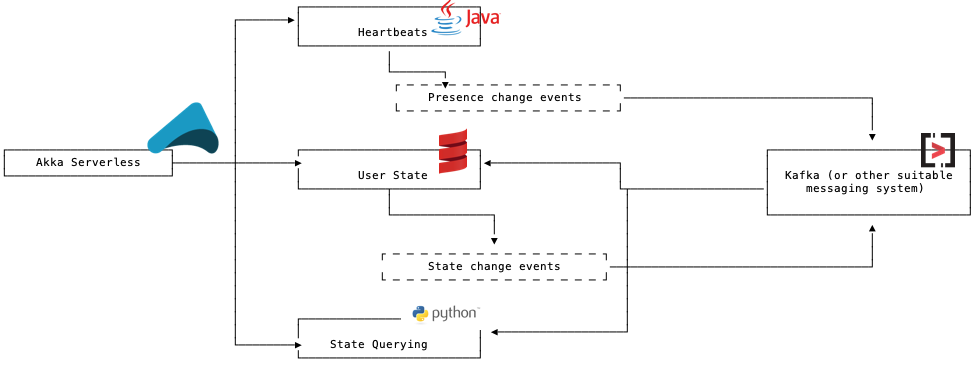 Java
Heartbeats
Presence change events
Akka Serverless
User State
Kafka (or other suitable
messaging system)
State change events
python
State Querying